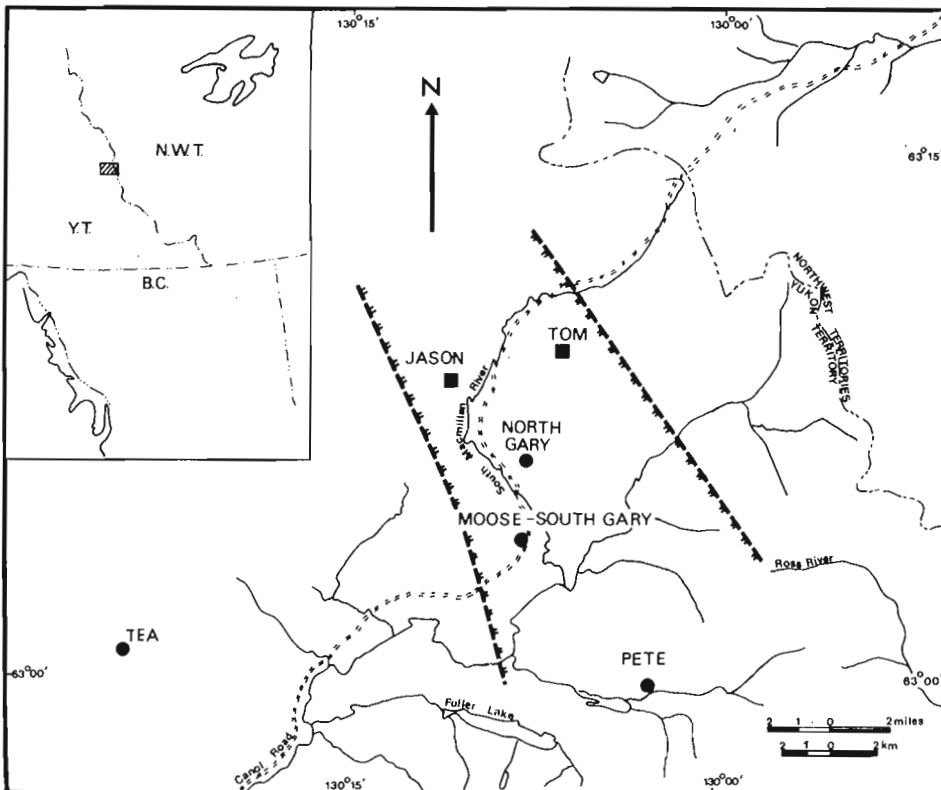 130°15'
130°00'
N
N.W.T.
Y.T.
B.C.
63°15'
NORTHWEST TERRITORIES
YUKON TERRITORY
JASON
TOM
South Macmillan River
NORTH
GARY
MOOSE-SOUTH GARY
Ross River
TEA
PETE
63°00'
63°00'
Fuller Lake
Canol Road
2 1 0 2 miles
2 1 0 2 km
130°15'
130°00'